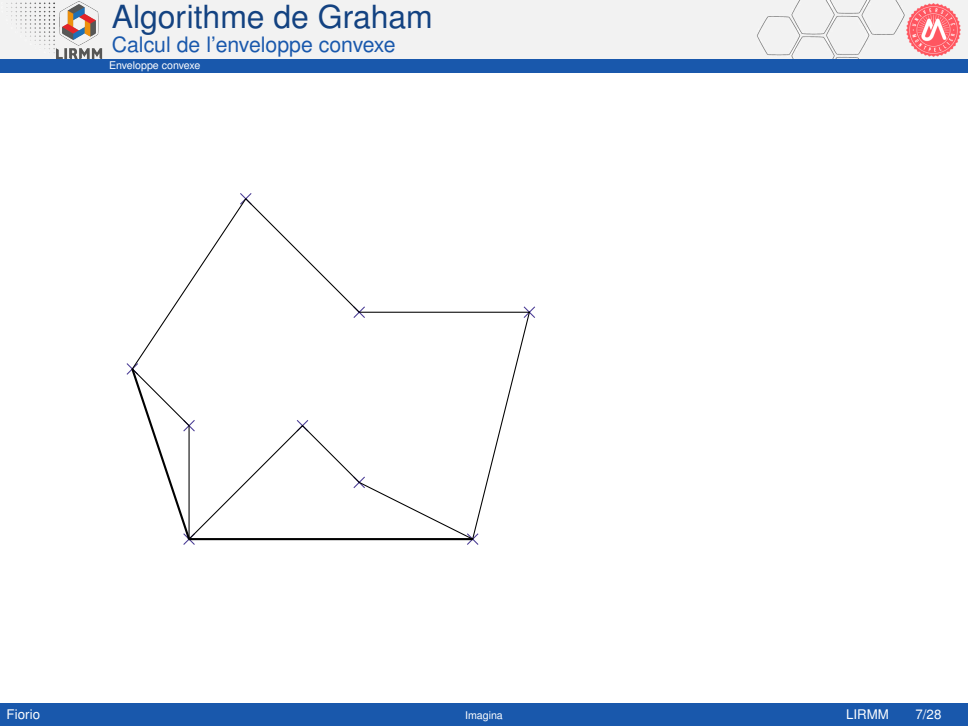 Algorithme de Graham
Calcul de l'enveloppe convexe
LIRMM
Enveloppe convexe
Fiorio
Imagina
LIRMM 7/28